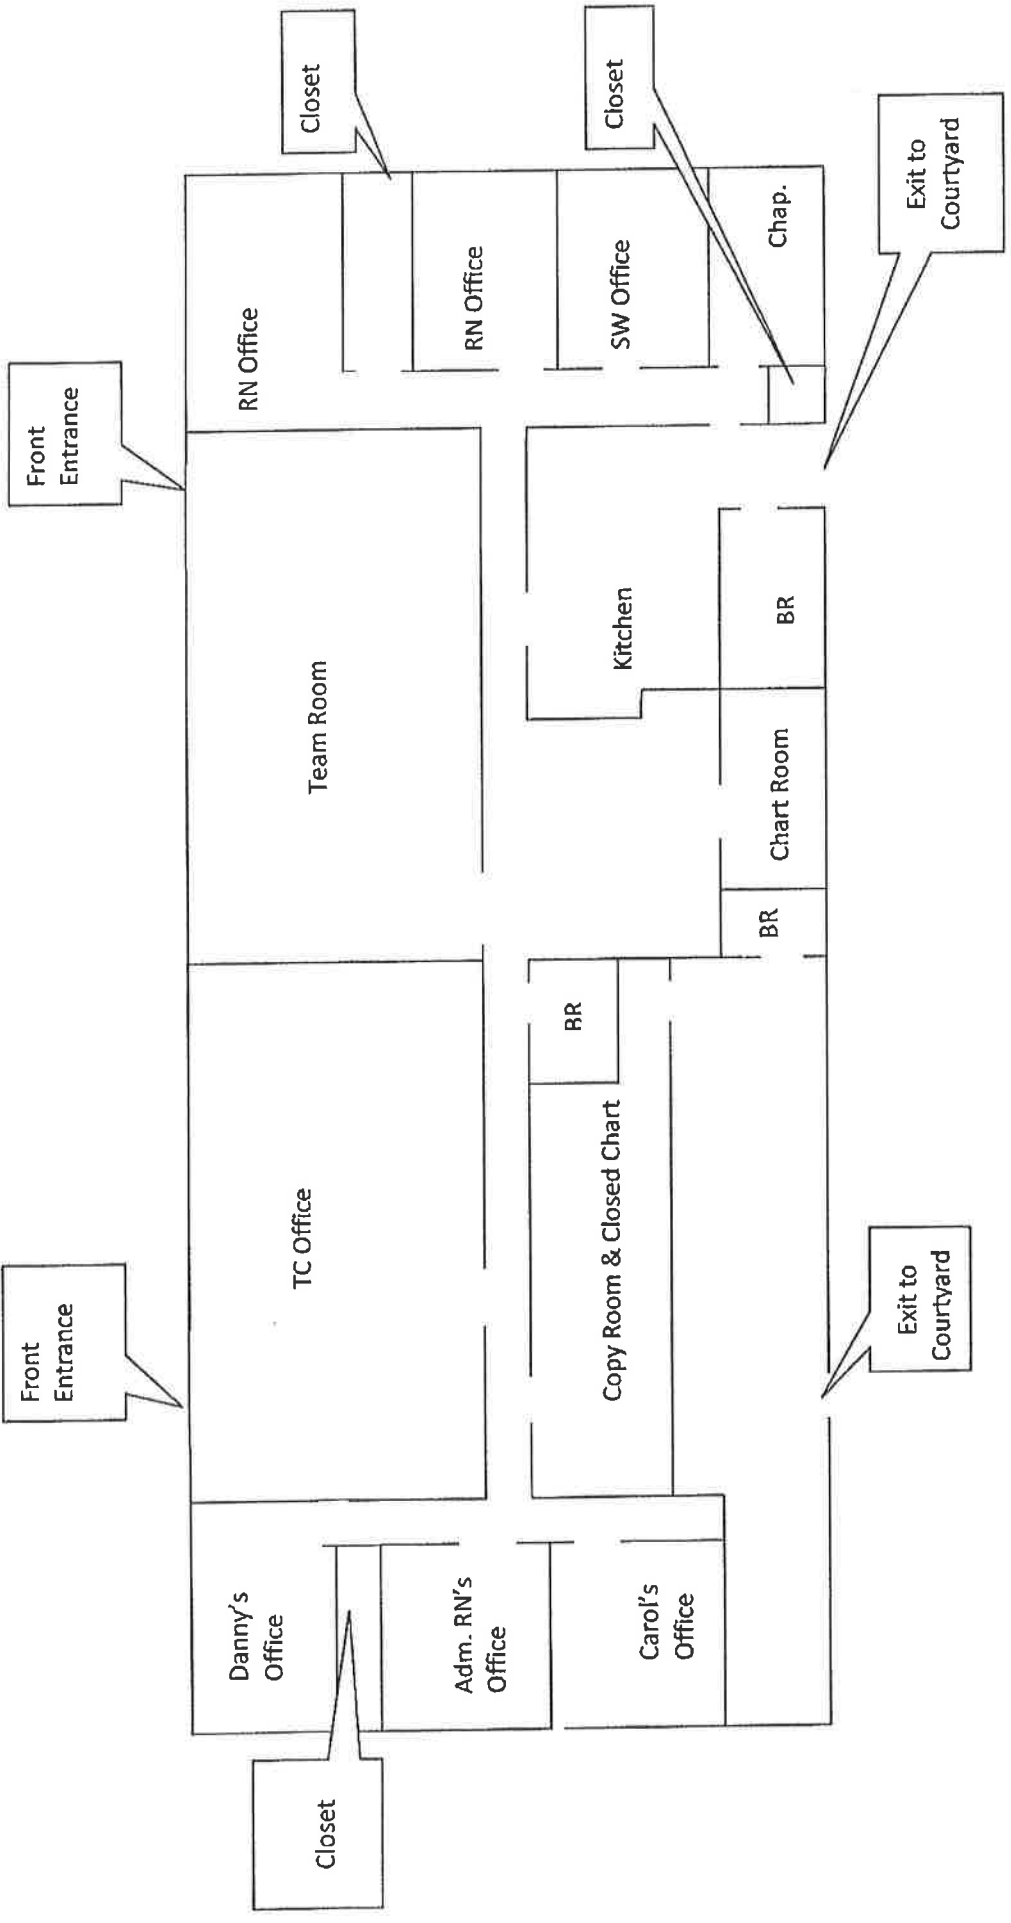 Front
Entrance
Front
Entrance
Danny's
Office
TC Office
Team Room
RN Office
Closet
Closet
Adm. RN's
Office
RN Office
BR
Copy Room & Closed Chart
Kitchen
SW Office
Closet
Carol's
Office
BR
Chart Room
BR
Chap.
Exit to
Courtyard
Exit to
Courtyard